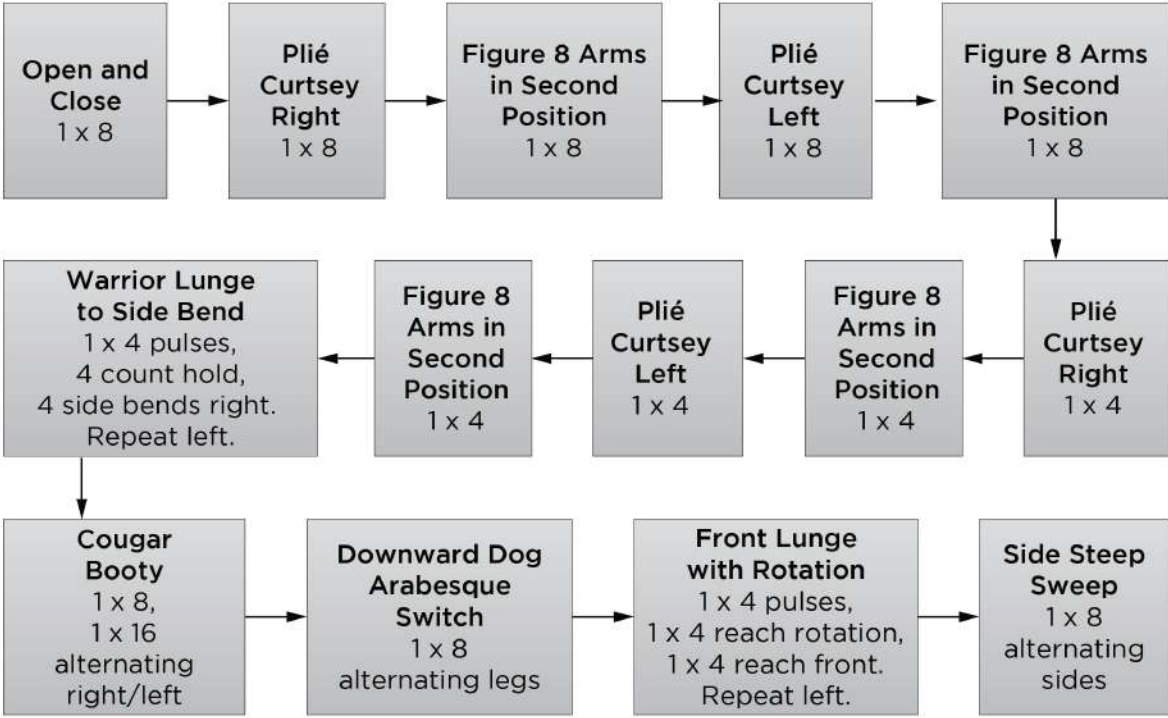 Open and
Close
1 x 8
Plié
Curtsey
Right
1 x 8
Figure 8 Arms
in Second
Position
1 x 8
Plié
Curtsey
Left
1 x 8
Figure 8 Arms
in Second
Position
1 x 8
Plié
Curtsey
Right
1 x 4
Figure 8
Arms in
Second
Position
1 x 4
Plié
Curtsey
Left
1 x 4
Figure 8
Arms in
Second
Position
1 x 4
Warrior Lunge
to Side Bend
1 x 4 pulses,
4 count hold,
4 side bends right.
Repeat left.
Cougar
Booty
1 x 8,
1 x 16
alternating
right/left
Downward Dog
Arabesque
Switch
1 x 8
alternating legs
Front Lunge
with Rotation
1 x 4 pulses,
1 x 4 reach rotation,
1 x 4 reach front.
Repeat left.
Side Steep
Sweep
1 x 8
alternating
sides